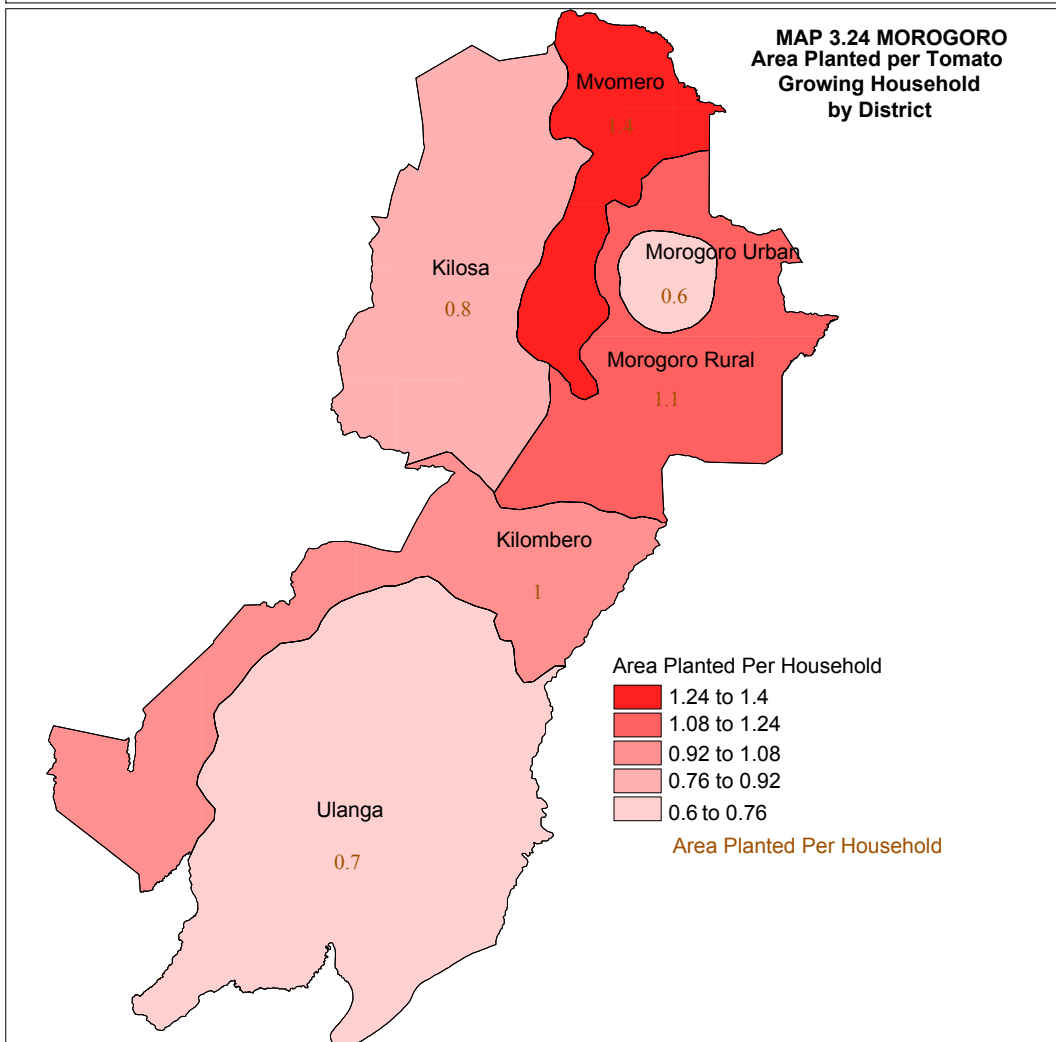 MAP 3.24 MOROGORO
Area Planted per Tomato
Growing Household
by District
Mvomero
1.4
Morogoro Urban
0.6
Kilosa
0.8
Morogoro Rural
1.1
Kilombero
1
Area Planted Per Household
1.24 to 1.4
1.08 to 1.24
0.92 to 1.08
0.76 to 0.92
0.6 to 0.76
Area Planted Per Household
Ulanga
0.7